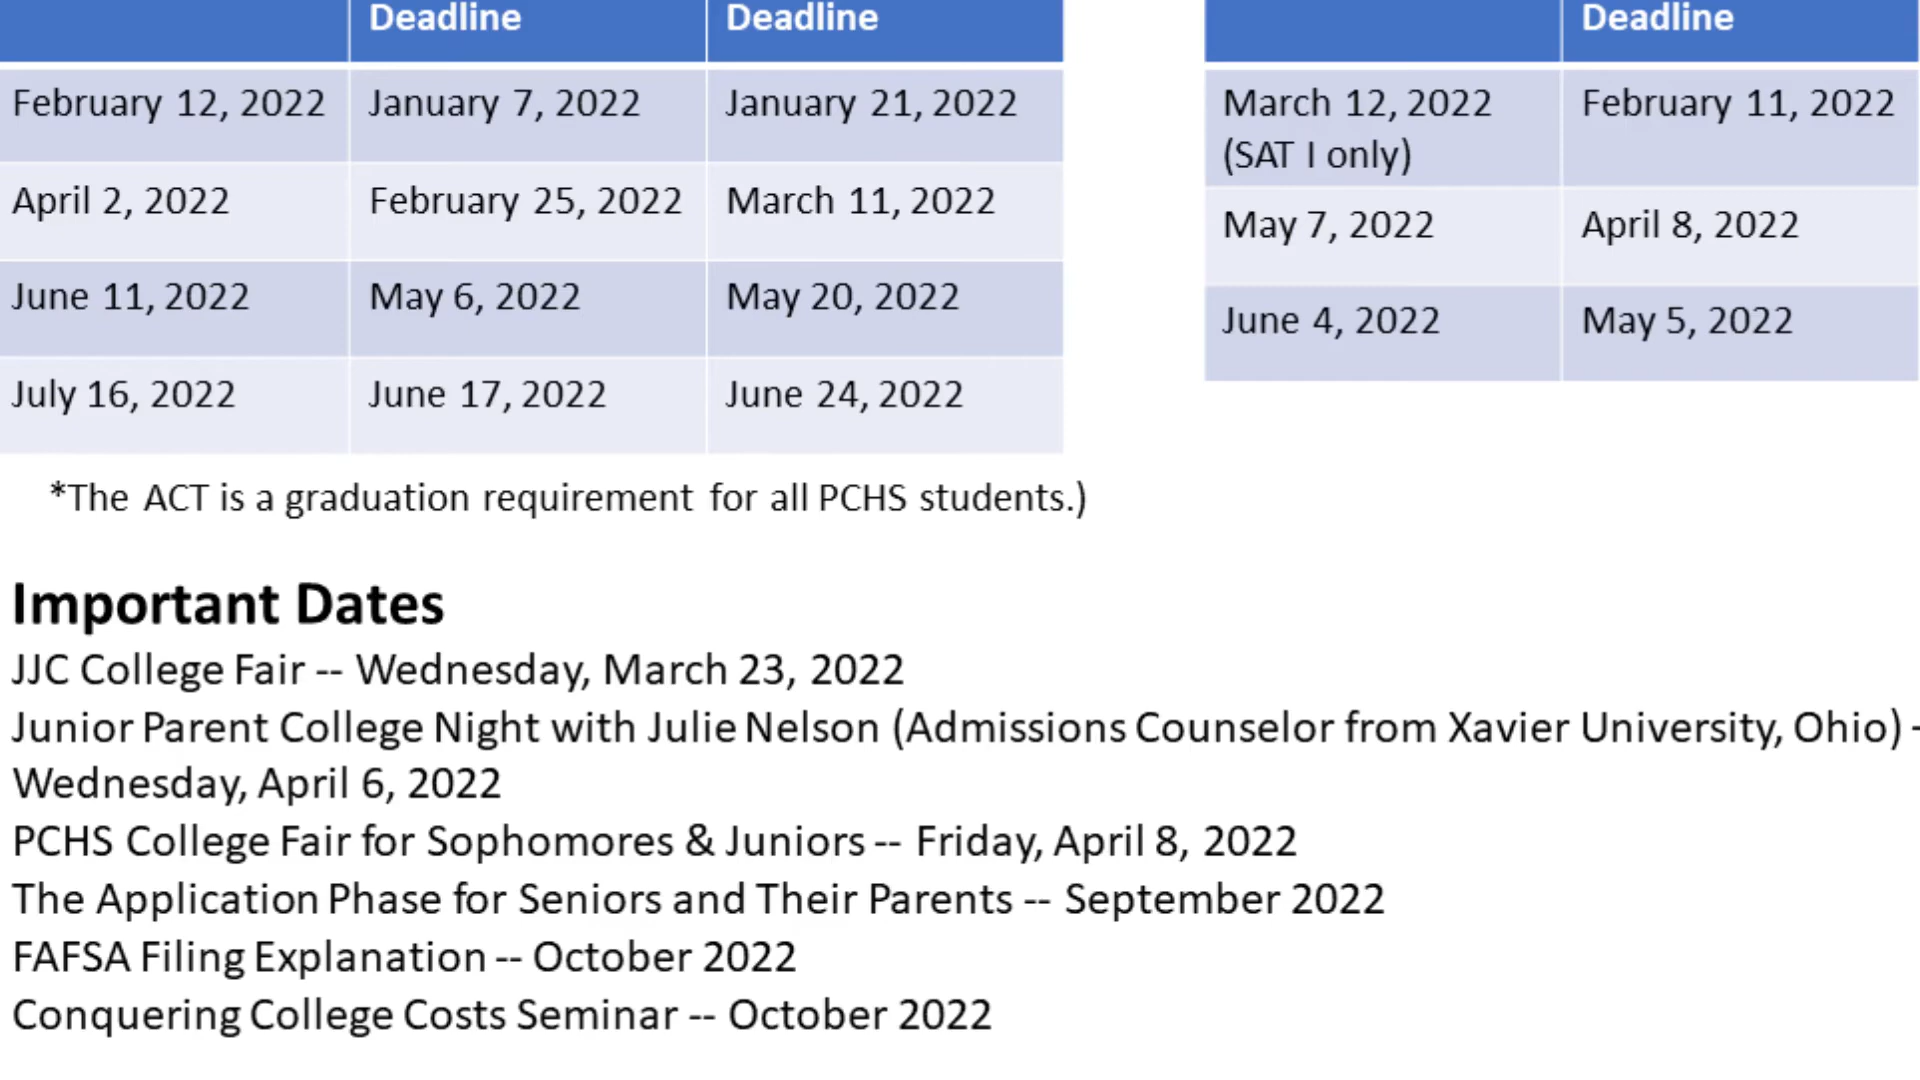 Deadline Deadline Deadline
February 12, 2022 January 7, 2022 January 21, 2022
April 2, 2022 February 25, 2022 March 11, 2022
June 11, 2022 May 6, 2022 May 20, 2022
July 16, 2022 June 17, 2022 June 24, 2022
March 12, 2022 February 11, 2022
(SAT I only)
May 7, 2022 April 8, 2022
June 4, 2022 May 5, 2022
*The ACT is a graduation requirement for all PCHS students.)
Important Dates
JJC College Fair -- Wednesday, March 23, 2022
Junior Parent College Night with Julie Nelson (Admissions Counselor from Xavier University, Ohio) -
Wednesday, April 6, 2022
PCHS College Fair for Sophomores & Juniors -- Friday, April 8, 2022
The Application Phase for Seniors and Their Parents -- September 2022
FAFSA Filing Explanation -- October 2022
Conquering College Costs Seminar -- October 2022